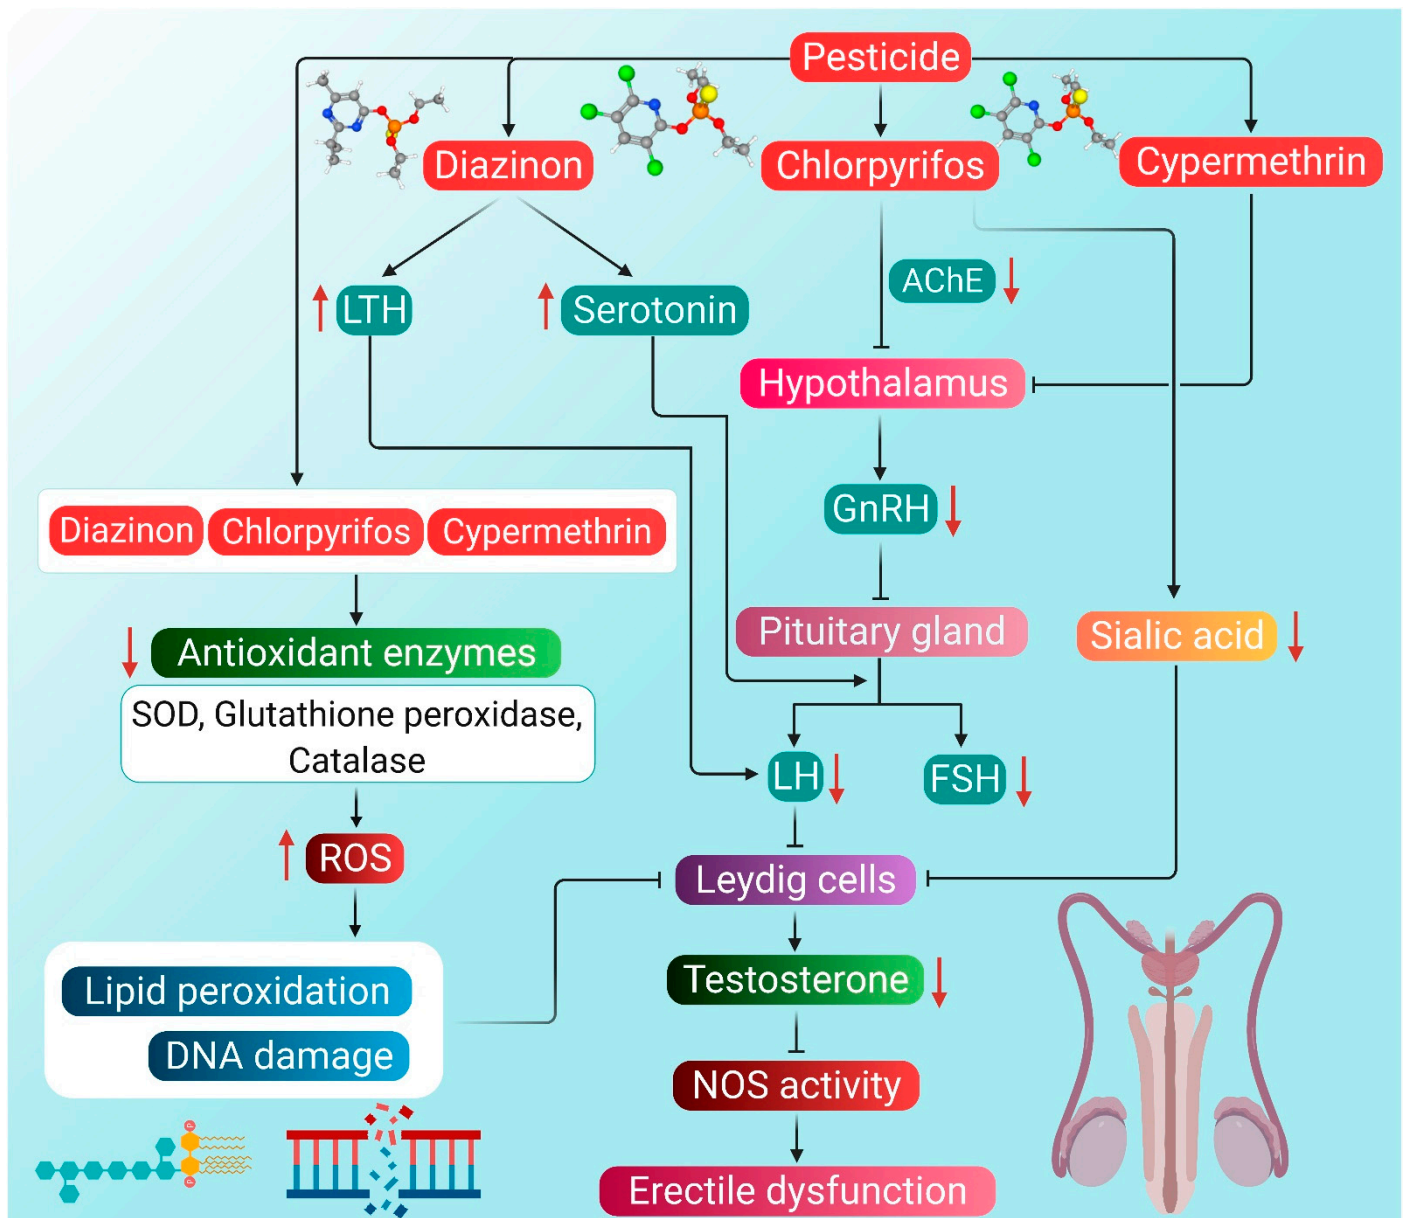 Pesticide
Diazinon
Chlorpyrifos
Cypermethrin
LTH
Serotonin
AChE
Hypothalamus
GnRH
Diazinon Chlorpyrifos Cypermethrin
Pituitary gland
Sialic acid
Antioxidant enzymes
SOD, Glutathione peroxidase,
Catalase
LH
FSH
ROS
Leydig cells
Testosterone
Lipid peroxidation
DNA damage
NOS activity
P
P
Erectile dysfunction